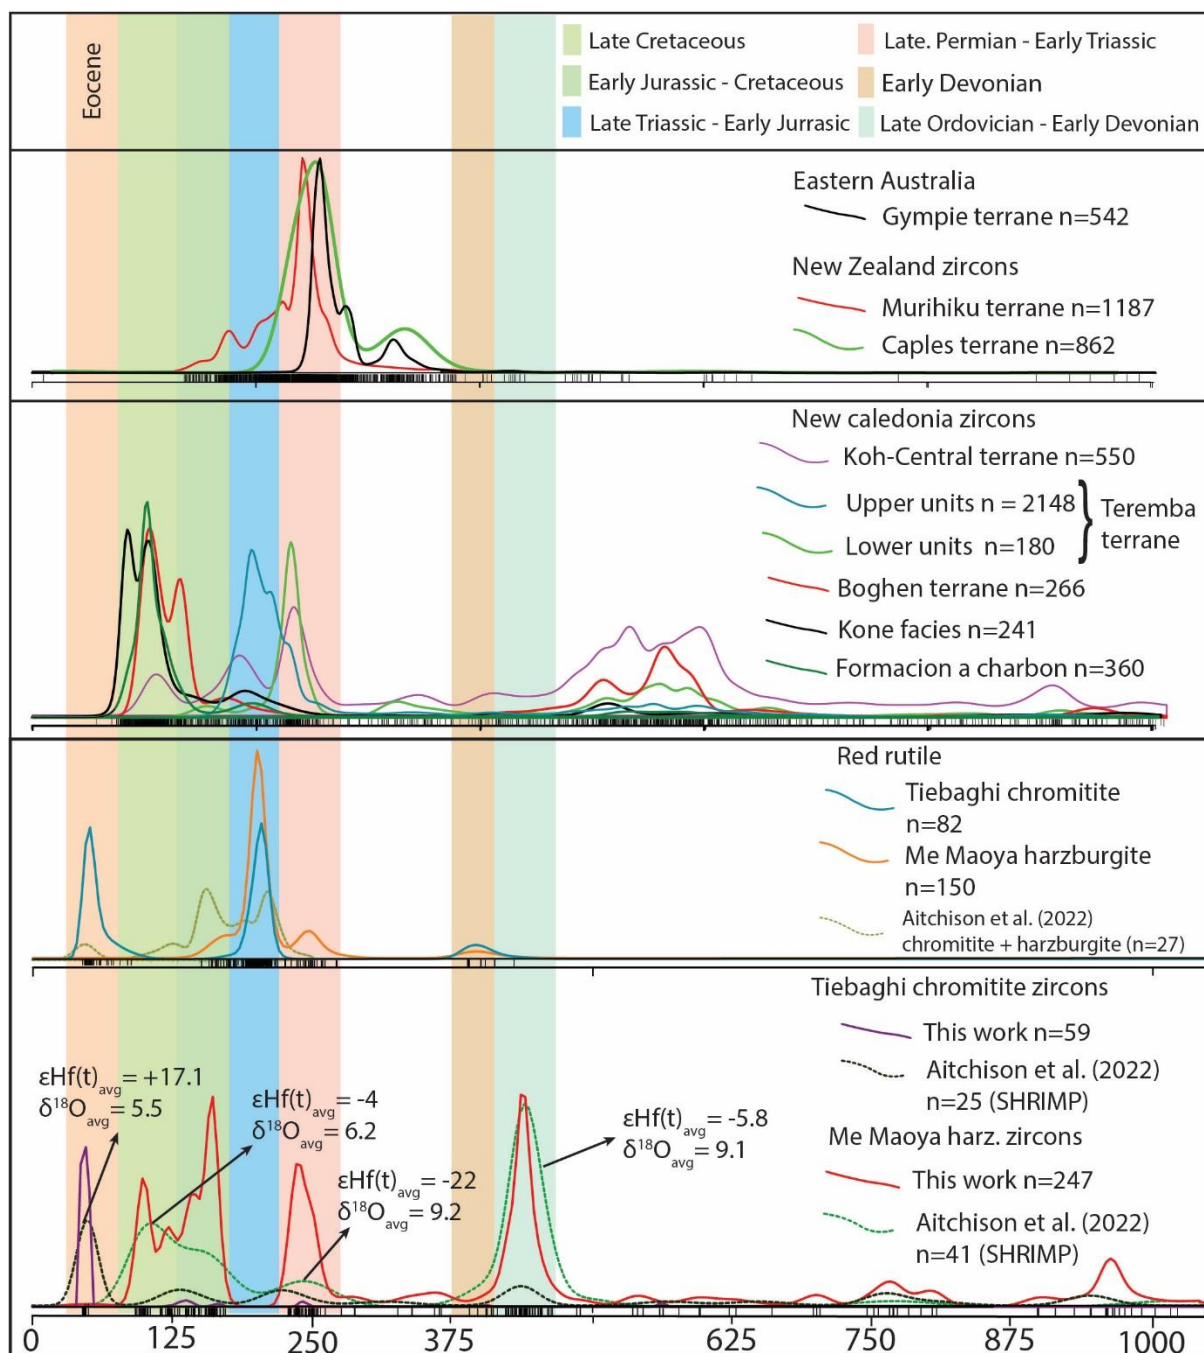 Eocene
Late Cretaceous
Late. Permian - Early Triassic
Early Jurassic - Cretaceous
Early Devonian
Late Triassic - Early Jurrasic
Late Ordovician - Early Devonian
Eastern Australia
Gympie terrane n=542
New Zealand zircons
Murihiku terrane n=1187
Caples terrane n=862
New caledonia zircons
Koh-Central terrane n=550
Upper units n = 2148
Lower units n=180
Teremba
terrane
Boghen terrane n=266
Kone facies n=241
Formacion a charbon n=360
Red rutile
Tiebaghi chromitite
n=82
Me Maoya harzburgite
n=150
Aitchison et al. (2022)
chromitite + harzburgite (n=27)
Tiebaghi chromitite zircons
This work n=59
Aitchison et al. (2022)
n=25 (SHRIMP)
Me Maoya harz. zircons
This work n=247
Aitchison et al. (2022)
n=41 (SHRIMP)
εHf(t)avg= +17.1
δ18Oavg= 5.5
εHf(t)avg= -4
δ18Oavg= 6.2
εHf(t)avg= -22
δ18Oavg= 9.2
εHf(t)avg= -5.8
δ18Oavg= 9.1
0 125 250 375 625 750 875 1000